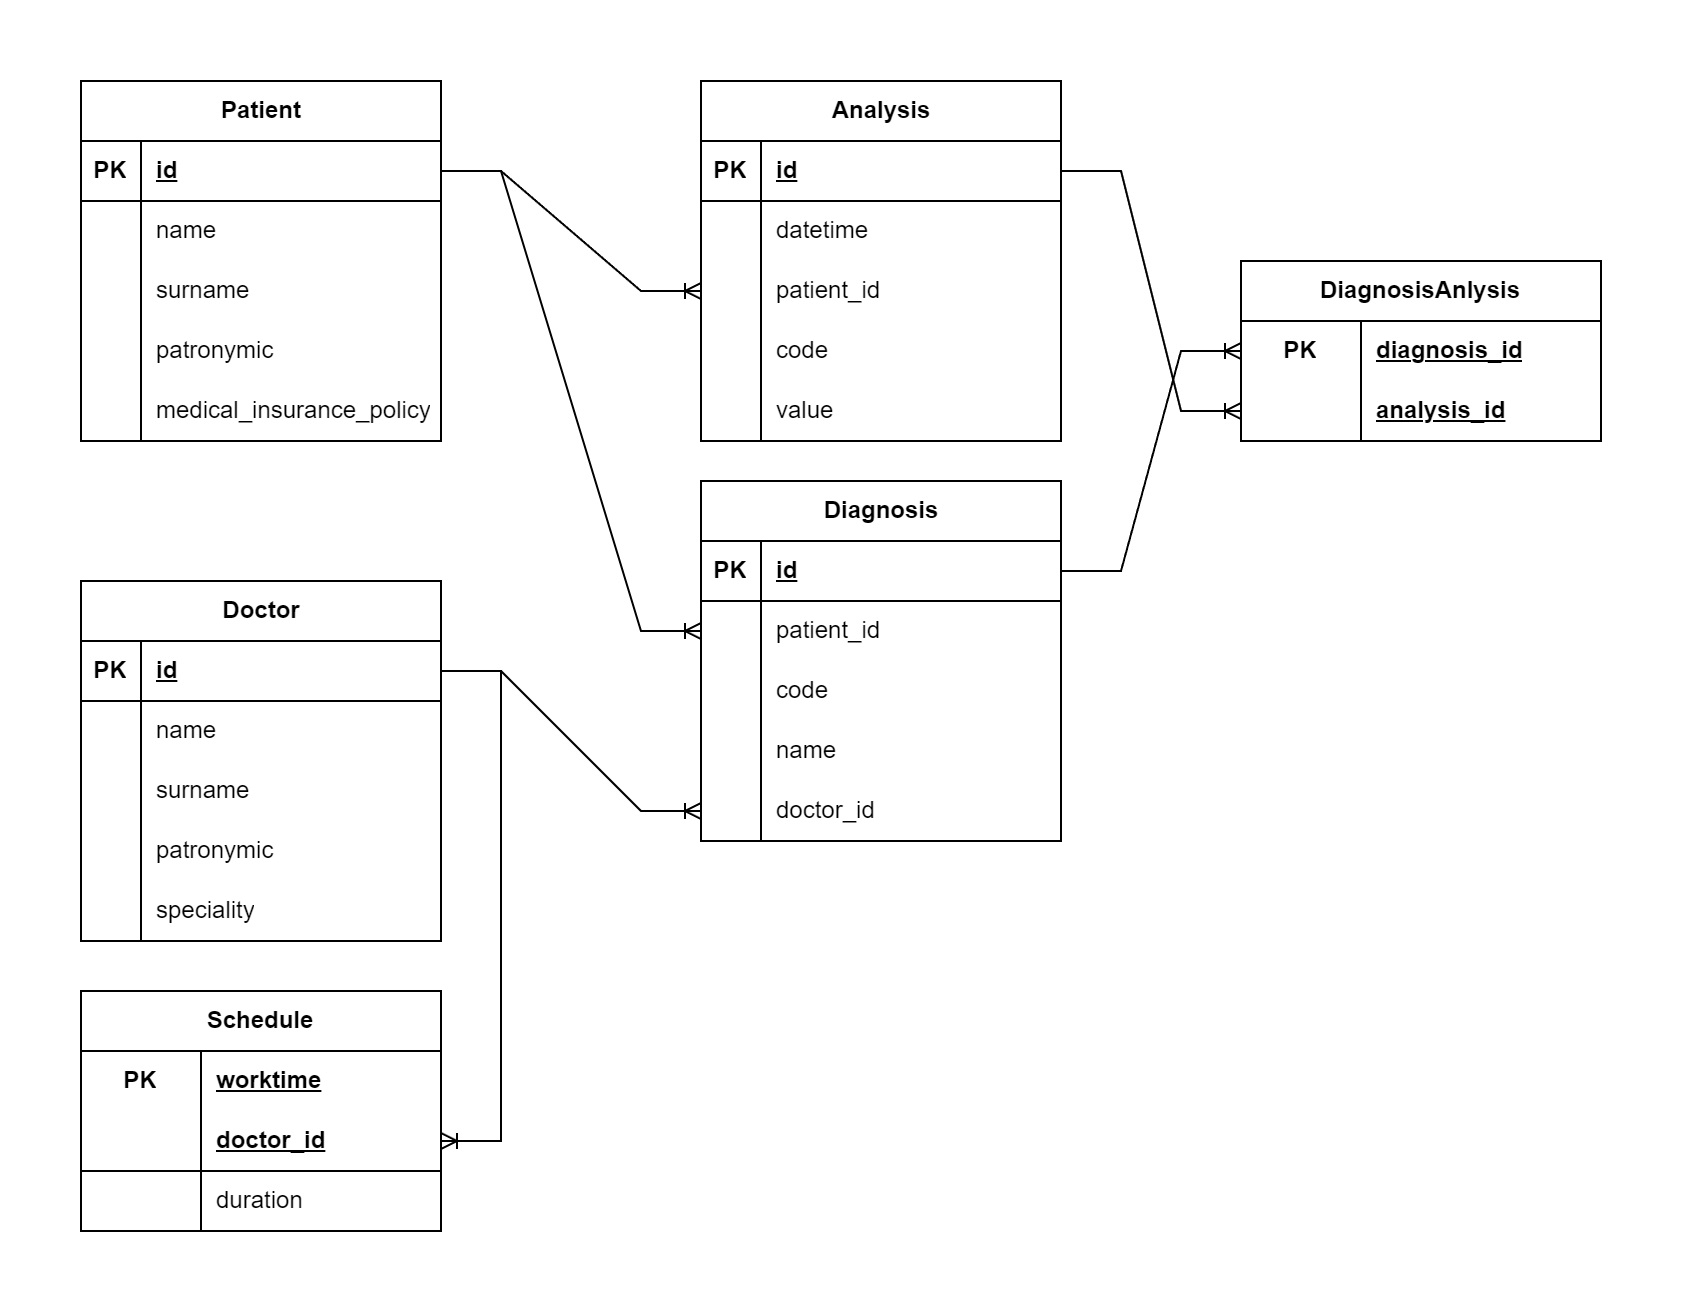 Patient
PK id
name
surname
patronymic
medical_insurance_policy
Analysis
PK id
datetime
patient_id
code
value
DiagnosisAnlysis
PK diagnosis_id
analysis_id
Diagnosis
PK id
patient_id
code
name
doctor_id
Doctor
PK id
name
surname
patronymic
speciality
Schedule
PK worktime
doctor_id
duration